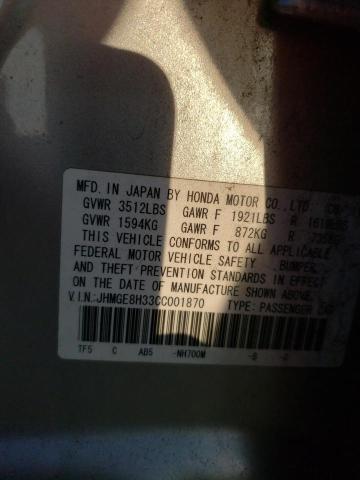 MFD. IN JAPAN BY HONDA MOTOR CO., LTD.
GVWR 3512LBS GAWR F 1921LBS R
GVWR 1594KG GAWR F 872KG R
THIS VEHICLE CONFORMS TO ALL APPLICABLE
FEDERAL MOTOR VEHICLE SAFETY, BUMPER,
AND THEFT PREVENTION STANDARDS IN EFFECT
ON THE DATE OF MANUFACTURE SHOWN ABOVE.
V.I.N.:JHMGE8H33CC001870 TYPE: PASSENGER CAR
TF5 C AB5 -NH700M -B